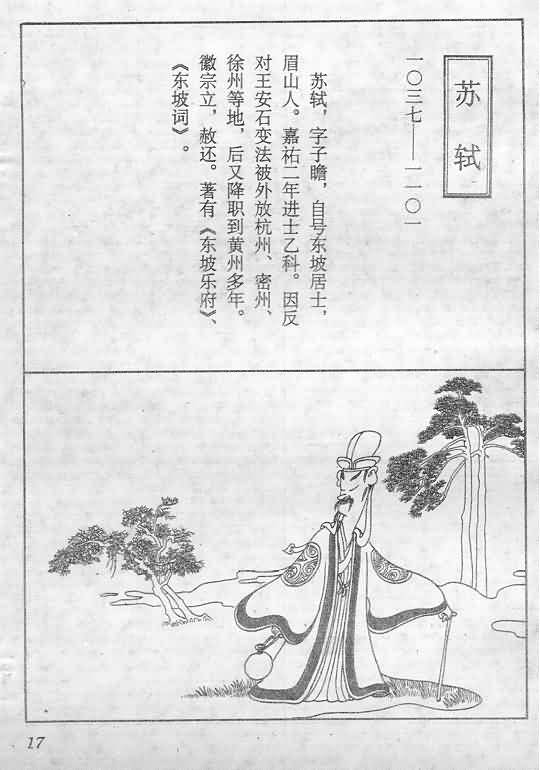 苏轼
一〇三七——一一〇一
苏轼，字子瞻，自号东坡居士，
眉山人。嘉祐二年进士乙科。因反
对王安石变法被外放杭州、密州、
徐州等地，后又降职到黄州多年。
徽宗立，赦还。著有《东坡乐府》、
《东坡词》。
17